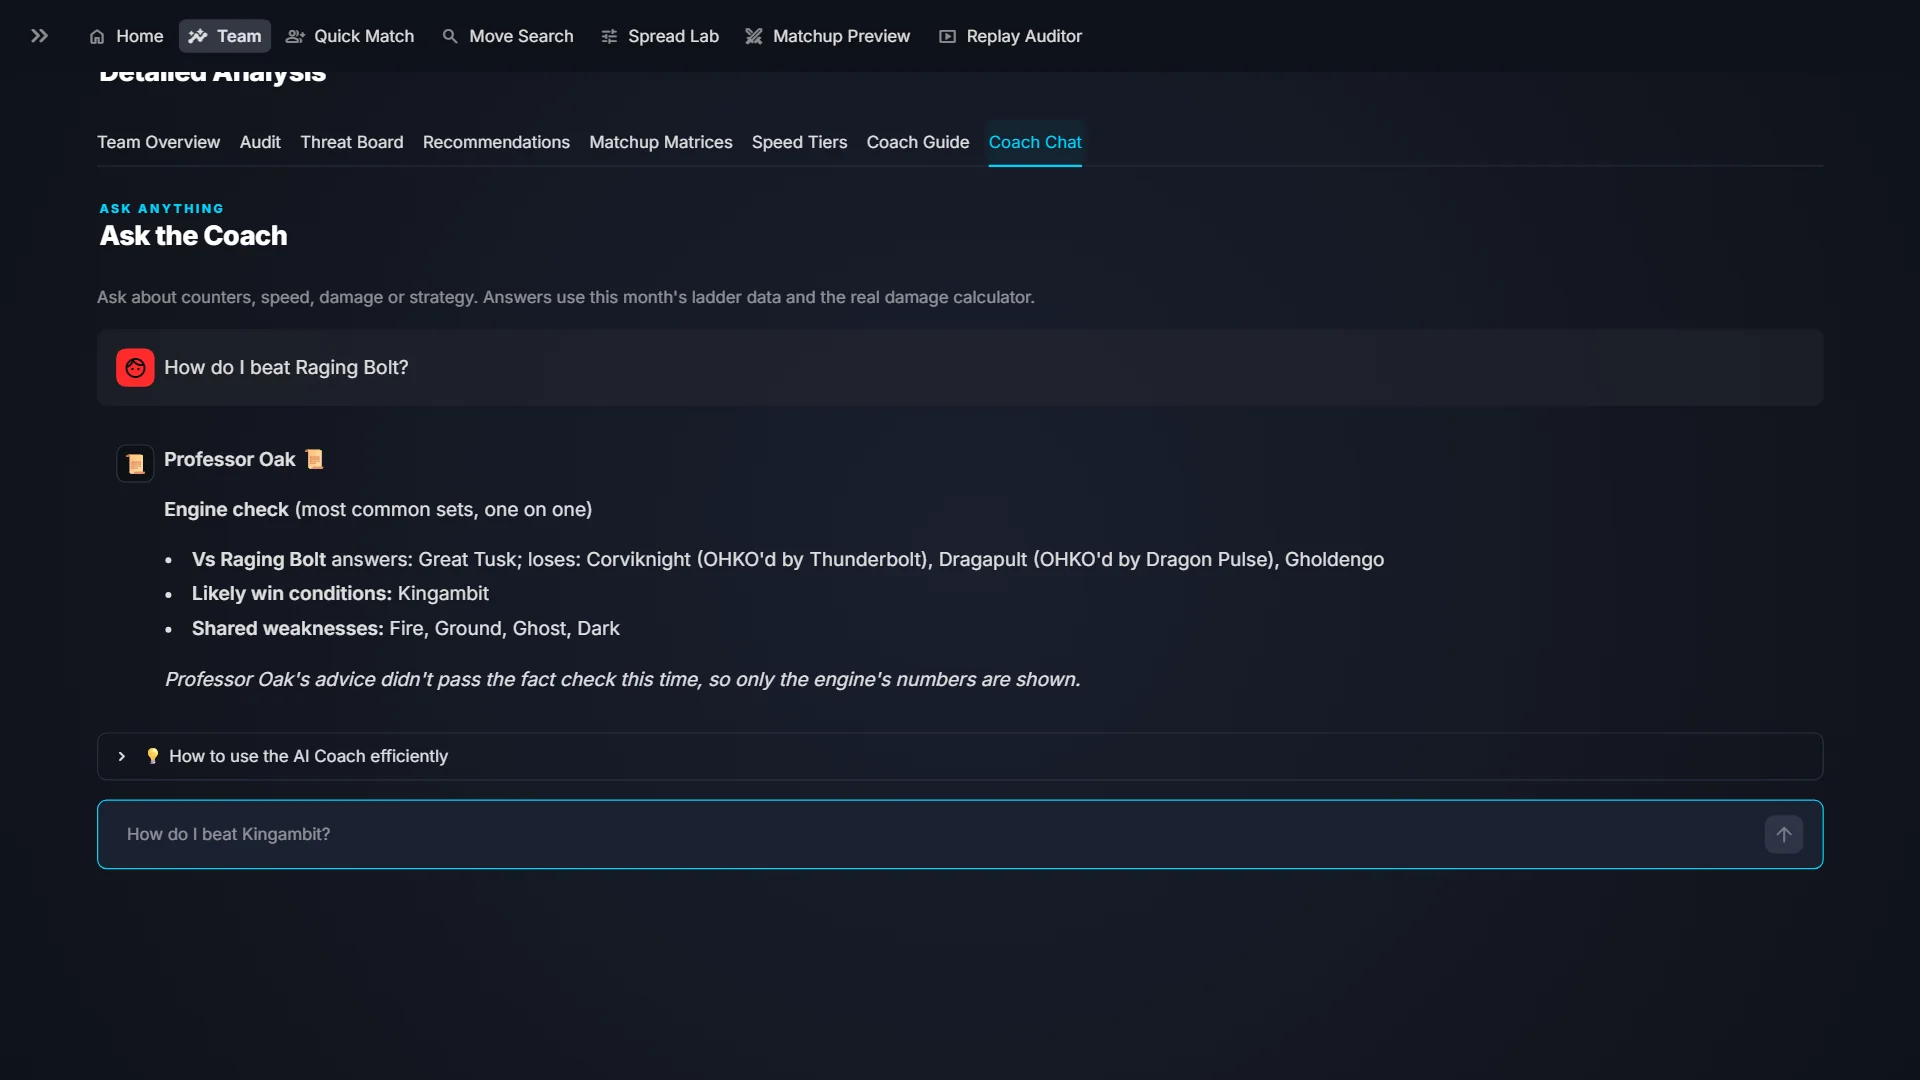 Home Team Quick Match Move Search Spread Lab Matchup Preview Replay Auditor
Detailed Analysis
Team Overview Audit Threat Board Recommendations Matchup Matrices Speed Tiers Coach Guide Coach Chat
ASK ANYTHING
Ask the Coach
Ask about counters, speed, damage or strategy. Answers use this month's ladder data and the real damage calculator.
How do I beat Raging Bolt?
Professor Oak 📜
Engine check (most common sets, one on one)
• Vs Raging Bolt answers: Great Tusk; loses: Corviknight (OHKO'd by Thunderbolt), Dragapult (OHKO'd by Dragon Pulse), Gholdengo
• Likely win conditions: Kingambit
• Shared weaknesses: Fire, Ground, Ghost, Dark
Professor Oak's advice didn't pass the fact check this time, so only the engine's numbers are shown.
💡 How to use the AI Coach efficiently
How do I beat Kingambit?